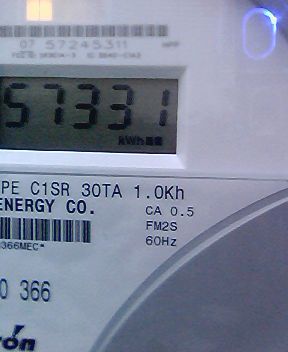 07 57245311
57331
kWh
PE C1SR 30TA 1.0Kh
ENERGY CO.
CA 0.5
FM2S
60Hz
366MEC*
0 366
ron